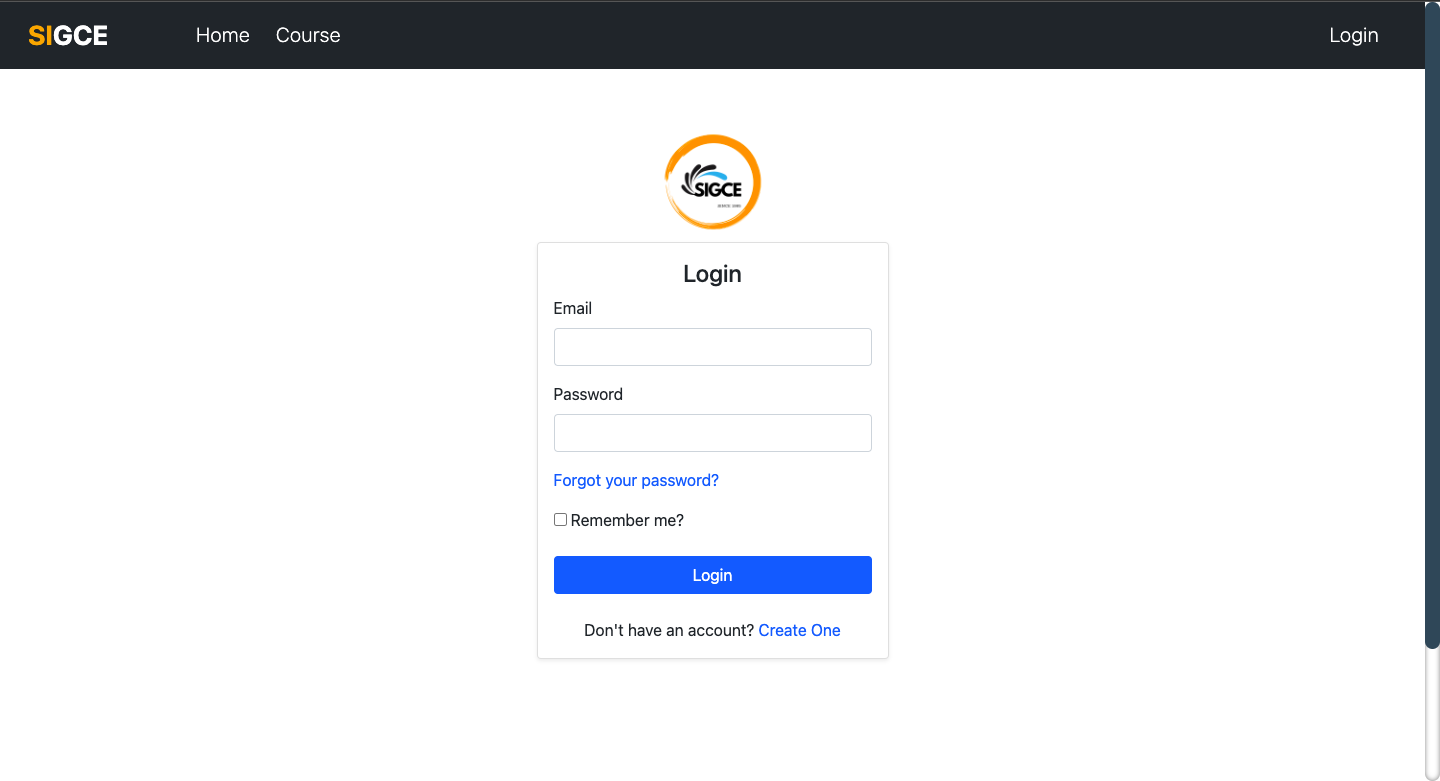 SIGCE Home Course Login
SIGCE
Login
Email
Password
Forgot your password?
Remember me?
Login
Don't have an account? Create One